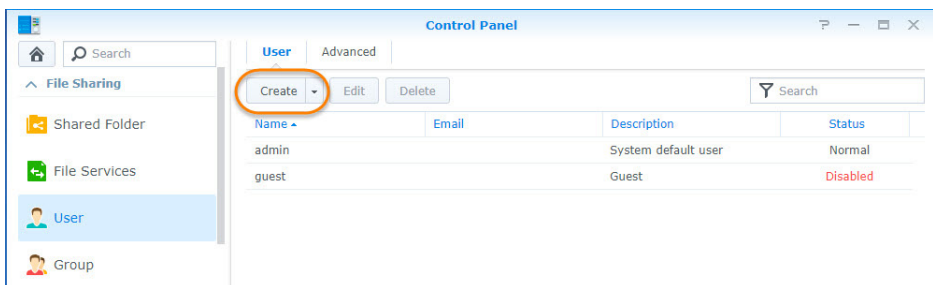 Control Panel
Search
User Advanced
File Sharing
Create Edit Delete Search
Name Email Description Status
Shared Folder
admin System default user Normal
File Services
guest Guest Disabled
User
Group